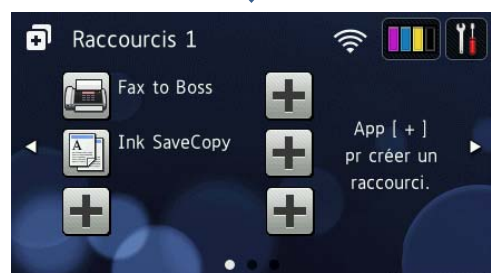 Raccourcis 1
Fax to Boss
Ink SaveCopy
App [ + ]
pr créer un
raccourci.